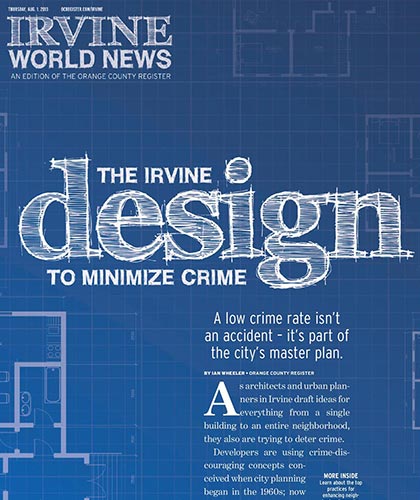 THURSDAY, AUG. 1, 2013 OCREGISTER.COM/IRVINE
IRVINE
WORLD NEWS
AN EDITION OF THE ORANGE COUNTY REGISTER
THE IRVINE
design
TO MINIMIZE CRIME
A low crime rate isn't
an accident – it's part of
the city's master plan.
BY IAN WHEELER • ORANGE COUNTY REGISTER
As architects and urban plan-
ners in Irvine draft ideas for
everything from a single
building to an entire neighborhood,
they also are trying to deter crime.
Developers are using crime-dis-
couraging concepts con-
ceived when city planning
began in the 1960s; now
MORE INSIDE
Learn about the top
practices for
enhancing neigh-